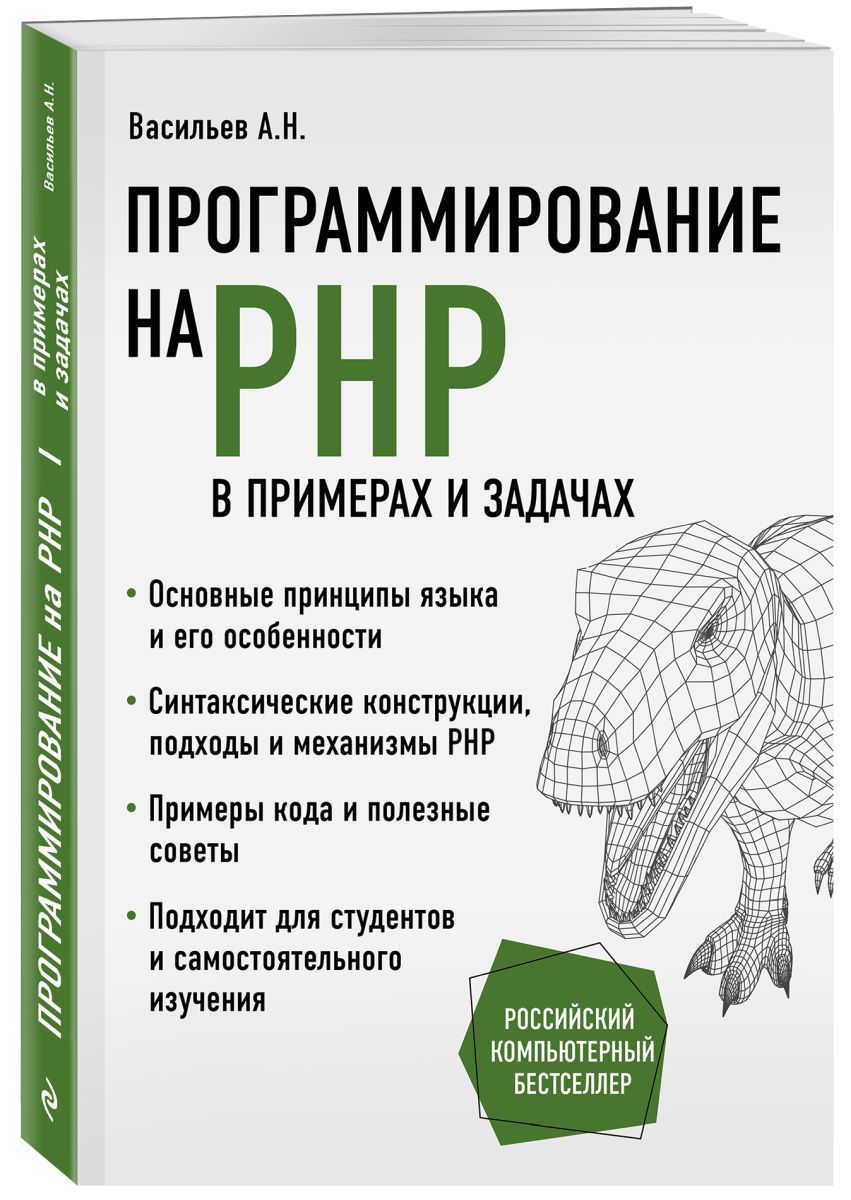 Васильев А.Н.
ПРОГРАММИРОВАНИЕ
НА PHP
В ПРИМЕРАХ И ЗАДАЧАХ
• Основные принципы языка
и его особенности
• Синтаксические конструкции,
подходы и механизмы PHP
• Примеры кода и полезные
советы
• Подходит для студентов
и самостоятельного
изучения
РОССИЙСКИЙ
КОМПЬЮТЕРНЫЙ
БЕСТСЕЛЛЕР
ПРОГРАММИРОВАНИЕ на PHP /
в примерах
и задачах
Васильев А.Н.